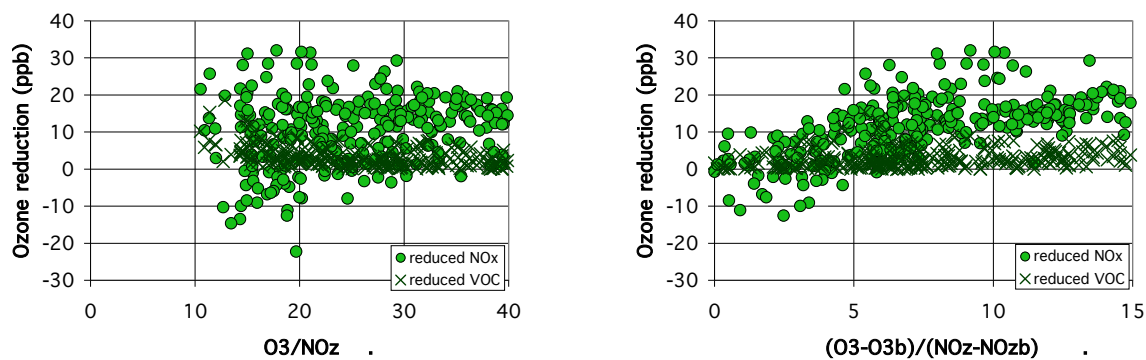 Ozone reduction (ppb)
40
30
20
10
0
-10
-20
-30
reduced NOx
reduced VOC
0 10 20 30 40
O3/NOz .
Ozone reduction (ppb)
40
30
20
10
0
-10
-20
-30
reduced NOx
reduced VOC
0 5 10 15
(O3-O3b)/(NOz-NOzb) .